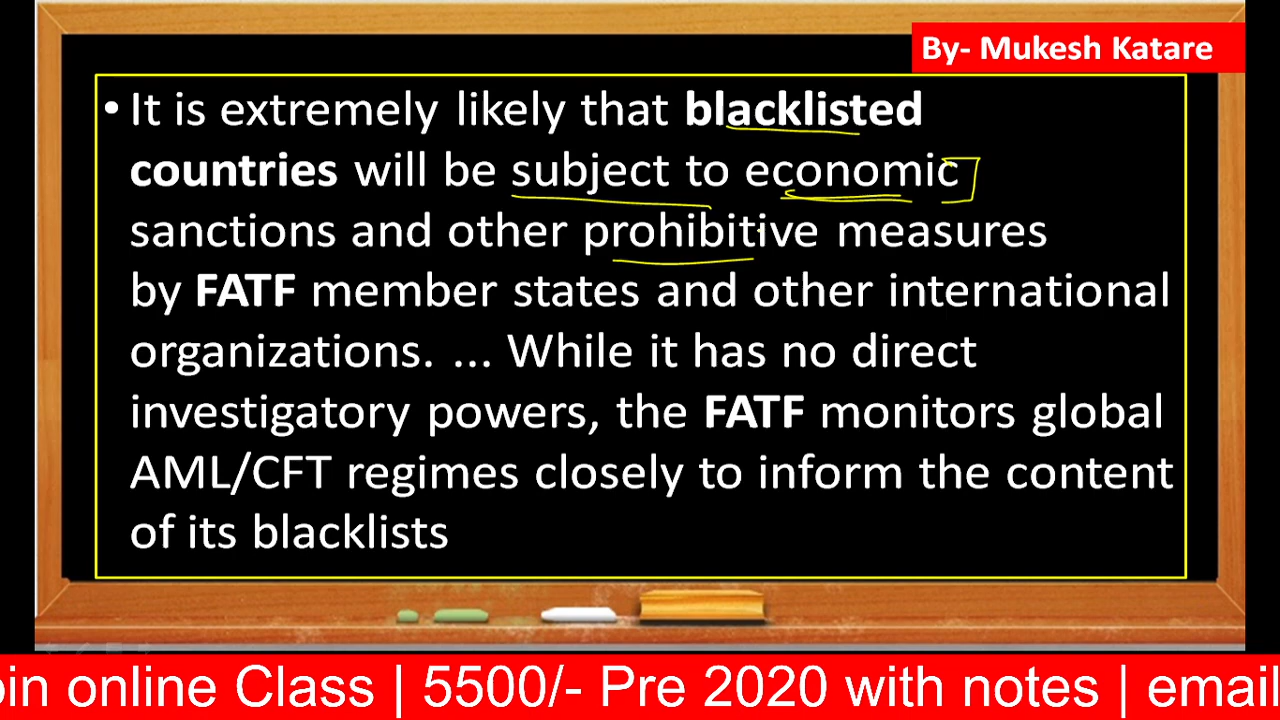 By- Mukesh Katare
• It is extremely likely that blacklisted
countries will be subject to economic
sanctions and other prohibitive measures
by FATF member states and other international
organizations. ... While it has no direct
investigatory powers, the FATF monitors global
AML/CFT regimes closely to inform the content
of its blacklists
online Class | 5500/- Pre 2020 with notes | email